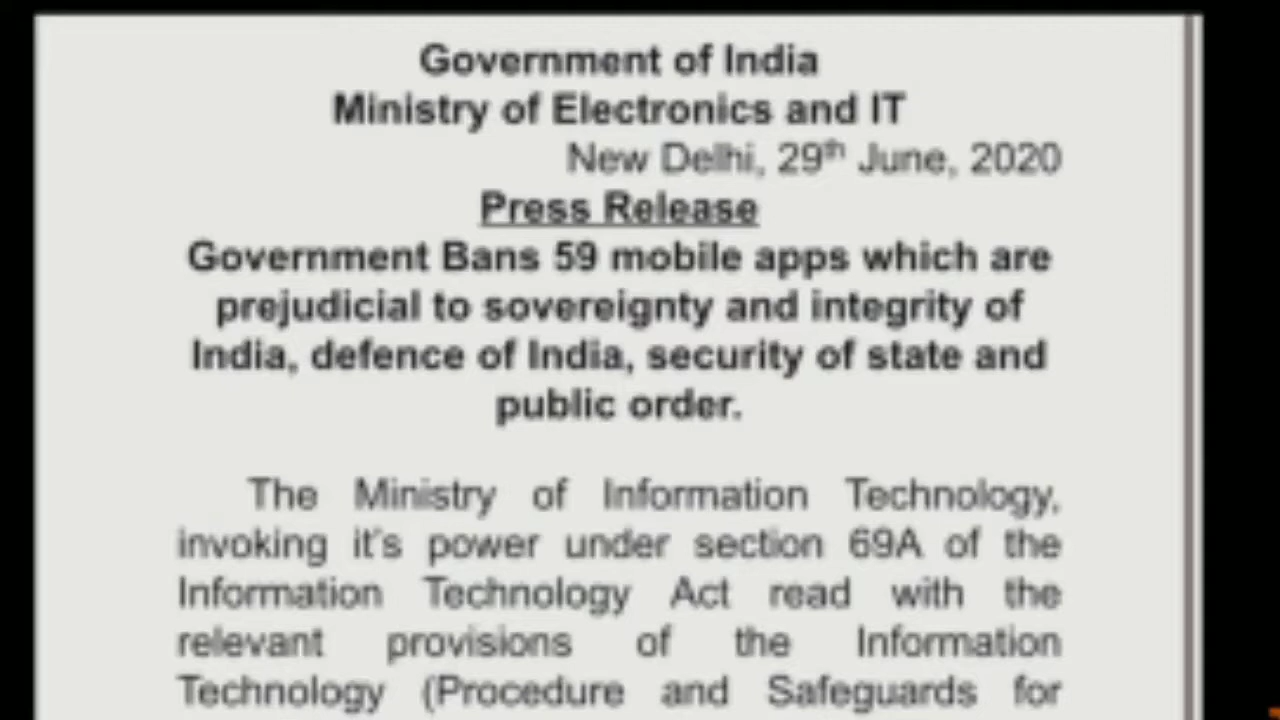 Government of India
Ministry of Electronics and IT
New Delhi, 29th June, 2020
Press Release
Government Bans 59 mobile apps which are
prejudicial to sovereignty and integrity of
India, defence of India, security of state and
public order.
The Ministry of Information Technology,
invoking it's power under section 69A of the
Information Technology Act read with the
relevant provisions of the Information
Technology (Procedure and Safeguards for